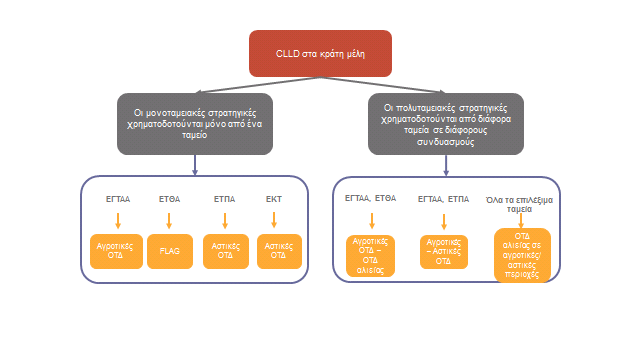 CLLD στα κράτη μέλη
Οι μονοταμειακές στρατηγικές
χρηματοδοτούνται μόνο από ένα
ταμείο
Οι πολυταμειακές στρατηγικές
χρηματοδοτούνται από διάφορα
ταμεία σε διάφορους
συνδυασμούς
ΕΓΤΑΑ
ΕΤΘΑ
ΕΤΠΑ
ΕΚΤ
Αγροτικές
ΟΤΔ
FLAG
Αστικές
ΟΤΔ
Αστικές
ΟΤΔ
ΕΓΤΑΑ, ΕΤΘΑ
ΕΓΤΑΑ, ΕΤΠΑ
Όλα τα επιλέξιμα
ταμεία
Αγροτικές
ΟΤΔ –
ΟΤΔ
αλιείας
Αγροτικές
– Αστικές
ΟΤΔ
ΟΤΔ
αλιείας σε
αγροτικές/
αστικές
περιοχές